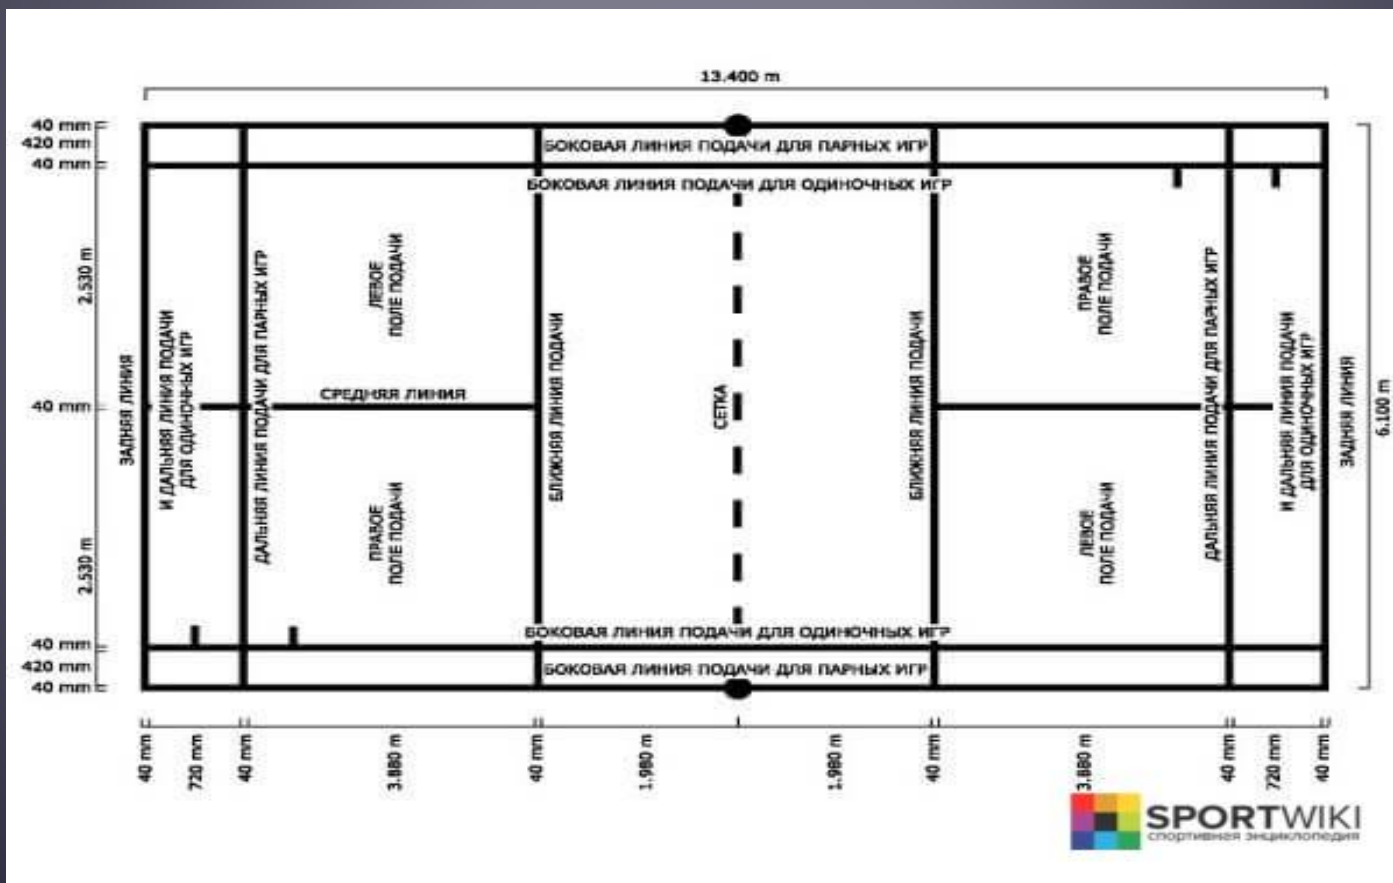 13.400 m
40 mm
420 mm
40 mm
БОКОВАЯ ЛИНИЯ ПОДАЧИ ДЛЯ ПАРНЫХ ИГР
БОКОВАЯ ЛИНИЯ ПОДАЧИ ДЛЯ ОДИНОЧНЫХ ИГР
2.530 m
ЗАДНЯЯ ЛИНИЯ
И ДАЛЬНЯЯ ЛИНИЯ ПОДАЧИ
ДЛЯ ОДИНОЧНЫХ ИГР
ДАЛЬНЯЯ ЛИНИЯ ПОДАЧИ ДЛЯ ПАРНЫХ ИГР
ЛЕВОЕ
ПОЛЕ ПОДАЧИ
БЛИЖНЯЯ ЛИНИЯ ПОДАЧИ
СЕТКА
БЛИЖНЯЯ ЛИНИЯ ПОДАЧИ
ПРАВОЕ
ПОЛЕ ПОДАЧИ
ДАЛЬНЯЯ ЛИНИЯ ПОДАЧИ ДЛЯ ПАРНЫХ ИГР
И ДАЛЬНЯЯ ЛИНИЯ ПОДАЧИ
ДЛЯ ОДИНОЧНЫХ ИГР
ЗАДНЯЯ ЛИНИЯ
6.100 m
40 mm
СРЕДНЯЯ ЛИНИЯ
2.530 m
ПРАВОЕ
ПОЛЕ ПОДАЧИ
ЛЕВОЕ
ПОЛЕ ПОДАЧИ
40 mm
420 mm
40 mm
БОКОВАЯ ЛИНИЯ ПОДАЧИ ДЛЯ ОДИНОЧНЫХ ИГР
БОКОВАЯ ЛИНИЯ ПОДАЧИ ДЛЯ ПАРНЫХ ИГР
40 mm
720 mm
40 mm
3.880 m
40 mm
1.980 m
1.980 m
40 mm
3.880 m
40 mm
720 mm
40 mm
SPORTWIKI
спортивная энциклопедия